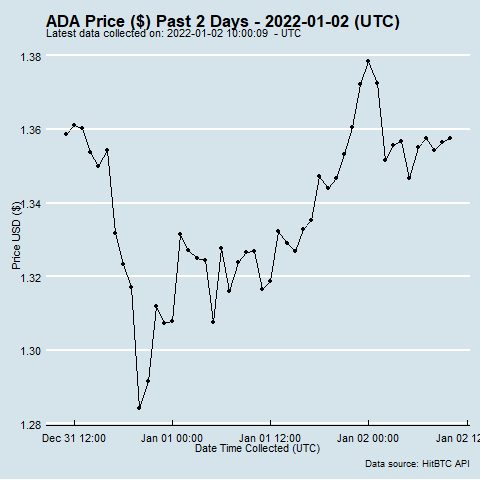 ADA Price ($) Past 2 Days - 2022-01-02 (UTC)
Latest data collected on: 2022-01-02 10:00:09 - UTC
1.38
1.36
1.34
1.32
1.30
1.28
Price USD ($)
Dec 31 12:00 Jan 01 00:00 Jan 01 12:00 Jan 02 00:00 Jan 02 12
Date Time Collected (UTC)
Data source: HitBTC API